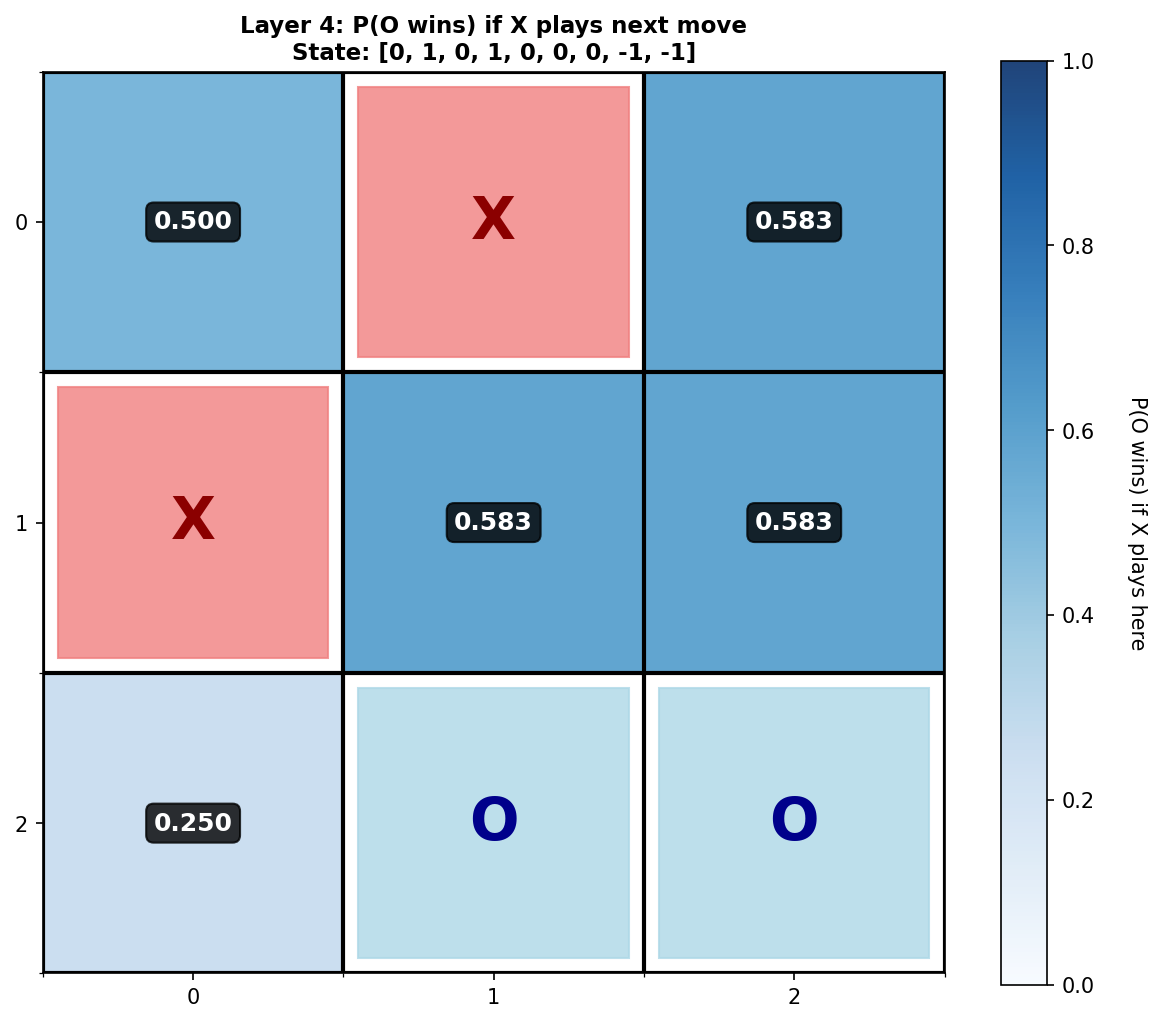 Layer 4: P(O wins) if X plays next move
State: [0, 1, 0, 1, 0, 0, 0, -1, -1]
0.500 X 0.583
X 0.583 0.583
0.250 O O
0
1
2
0 1 2
1.0
0.8
0.6
0.4
0.2
0.0
P(O wins) if X plays here